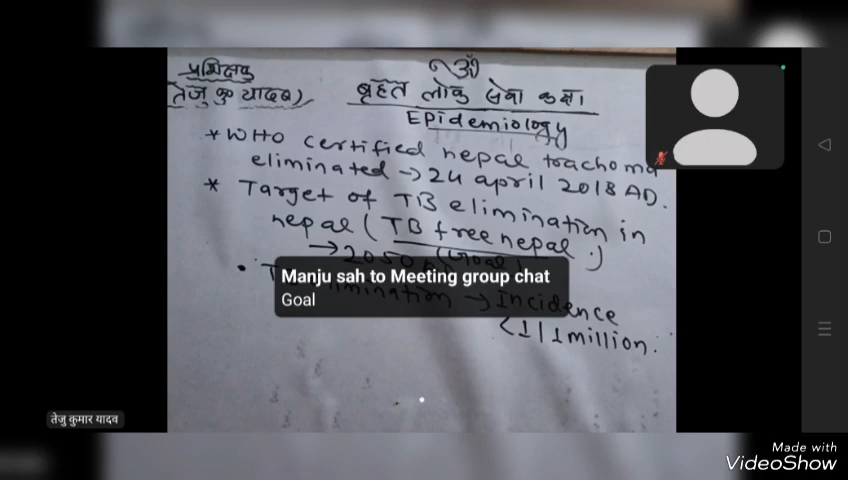 ॐ
प्रशिक्षक
(तेजु कु यादव)
बृहत लोक सेवा कक्षा
Epidemiology
* WHO certified nepal trachoma
eliminated → 24 april 2018 AD.
* Target of TB elimination in
nepal ( TB free nepal .)
→ 2050
elimination → Incidence
<1/1million.
Manju sah to Meeting group chat
Goal
तेजु कुमार यादव
Made with
VideoShow